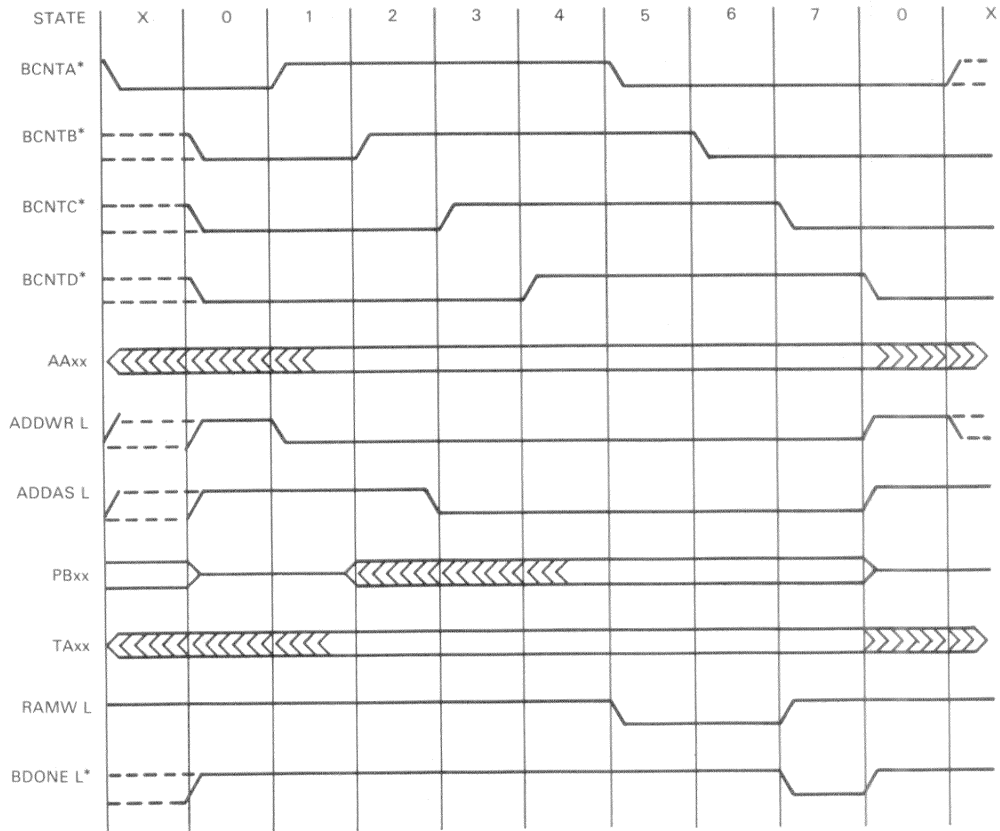 STATE X 0 1 2 3 4 5 6 7 0 X
BCNTA*
BCNTB*
BCNTC*
BCNTD*
AAxx
ADDWR L
ADDAS L
PBxx
TAxx
RAMW L
BDONE L*